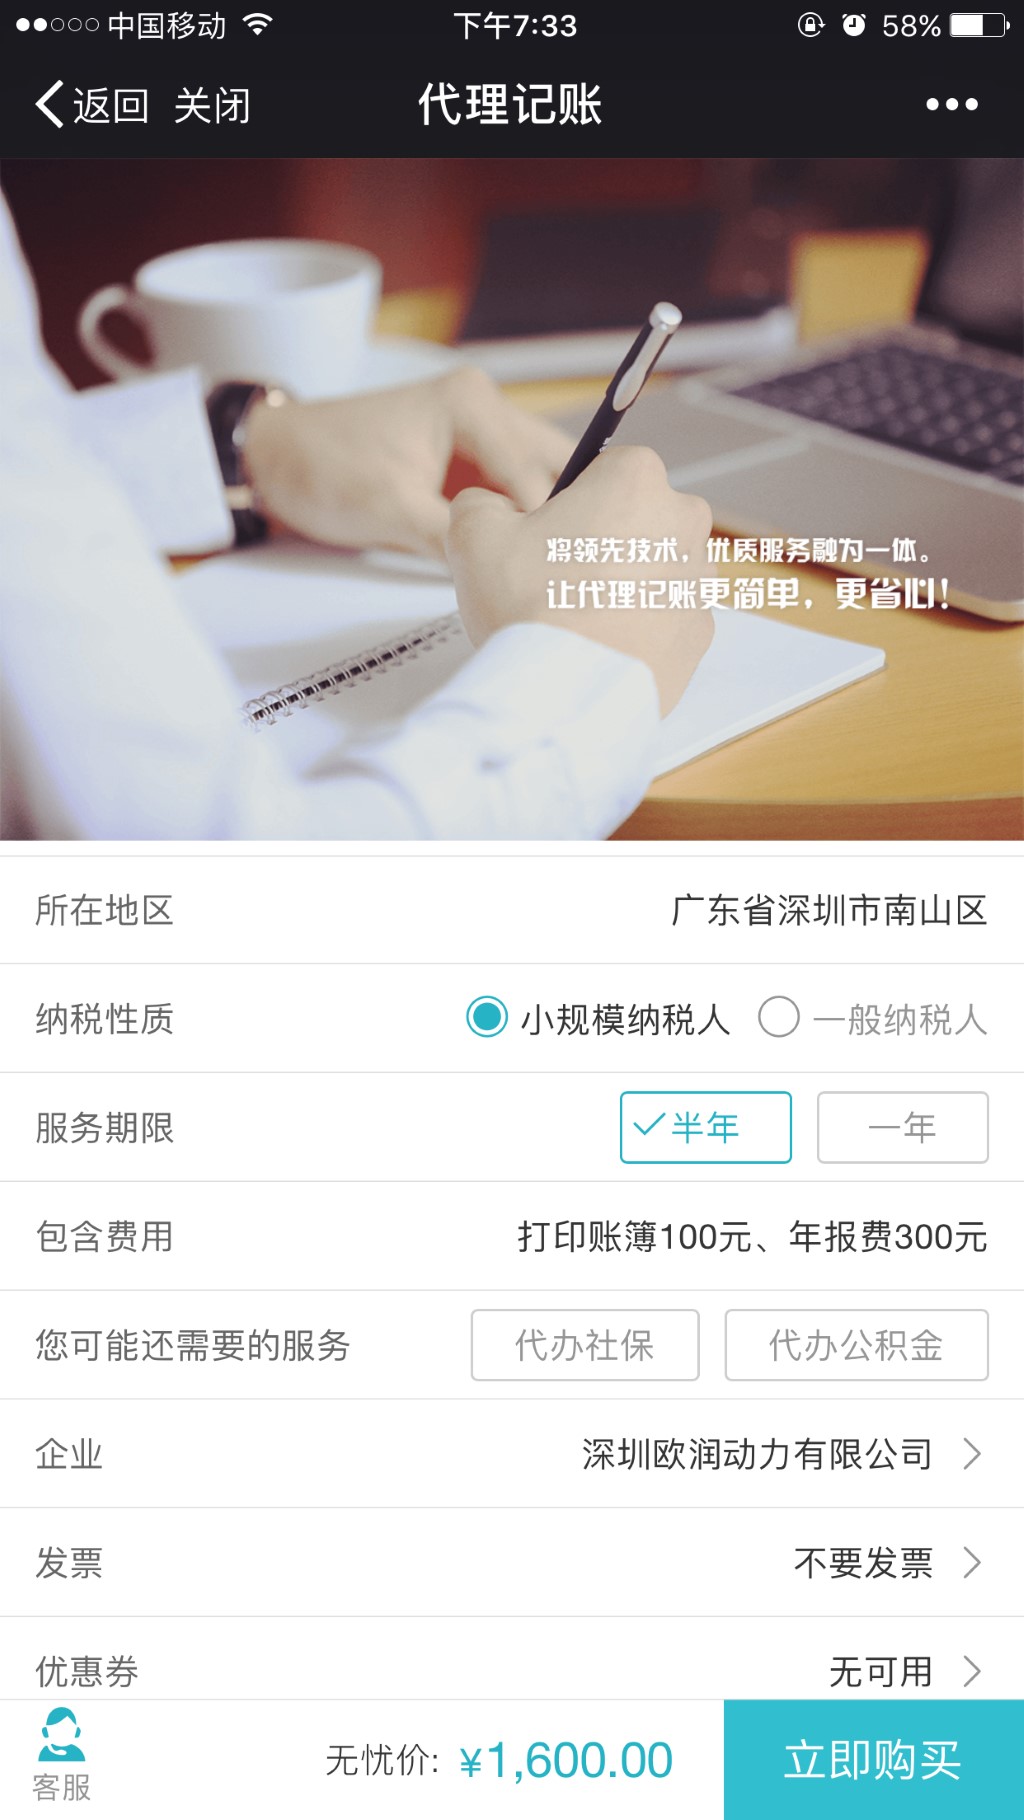 中国移动 下午7:33 58%
返回 关闭 代理记账
将领先技术，优质服务融为一体。
让代理记账更简单，更省心！
所在地区 广东省深圳市南山区
纳税性质 小规模纳税人 一般纳税人
服务期限 半年 一年
包含费用 打印账簿100元、年报费300元
您可能还需要的服务 代办社保 代办公积金
企业 深圳欧润动力有限公司
发票 不要发票
优惠券 无可用
客服 无忧价: ¥1,600.00 立即购买